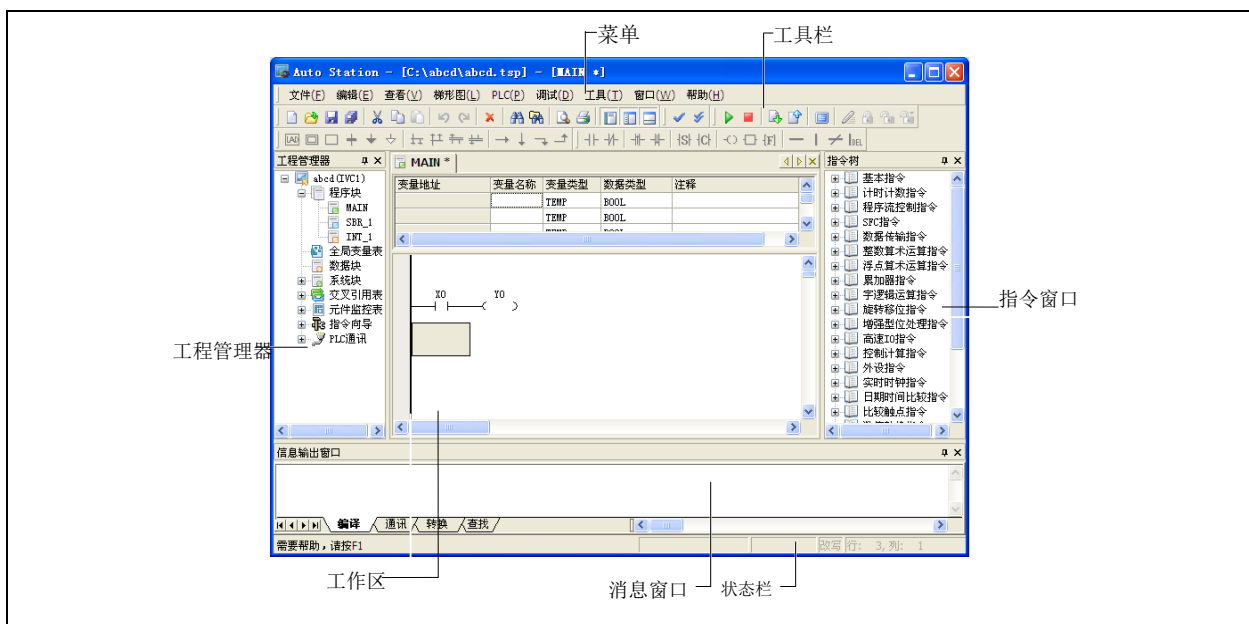 菜单
工具栏
Auto Station - [C:\abcd\abcd.tsp] - [MAIN *]
文件(F) 编辑(E) 查看(V) 梯形图(L) PLC(P) 调试(D) 工具(T) 窗口(W) 帮助(H)
工程管理器
MAIN *
指令树
abcd(IVC1)
程序块
MAIN
SBR_1
INT_1
全局变量表
数据块
系统块
交叉引用表
元件监控表
指令向导
PLC通讯
变量地址 变量名称 变量类型 数据类型 注释
TEMP BOOL
TEMP BOOL
TEMP BOOL
X0 Y0
基本指令
计时计数指令
程序流控制指令
SFC指令
数据传输指令
整数算术运算指令
浮点算术运算指令
累加器指令
字逻辑运算指令
旋转移位指令
增强型位处理指令
高速IO指令
控制计算指令
外设指令
实时时钟指令
日期时间比较指令
比较触点指令
指令窗口
工程管理器
信息输出窗口
编译 通讯 转换 查找
需要帮助，请按F1
改写 行: 3,列: 1
工作区
消息窗口
状态栏